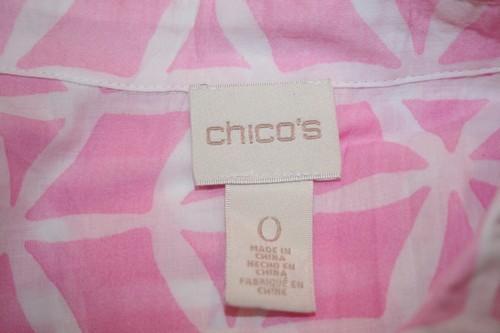 chico's
0
MADE IN
CHINA
HECHO EN
CHINA
FABRIQUÉ EN
CHINE